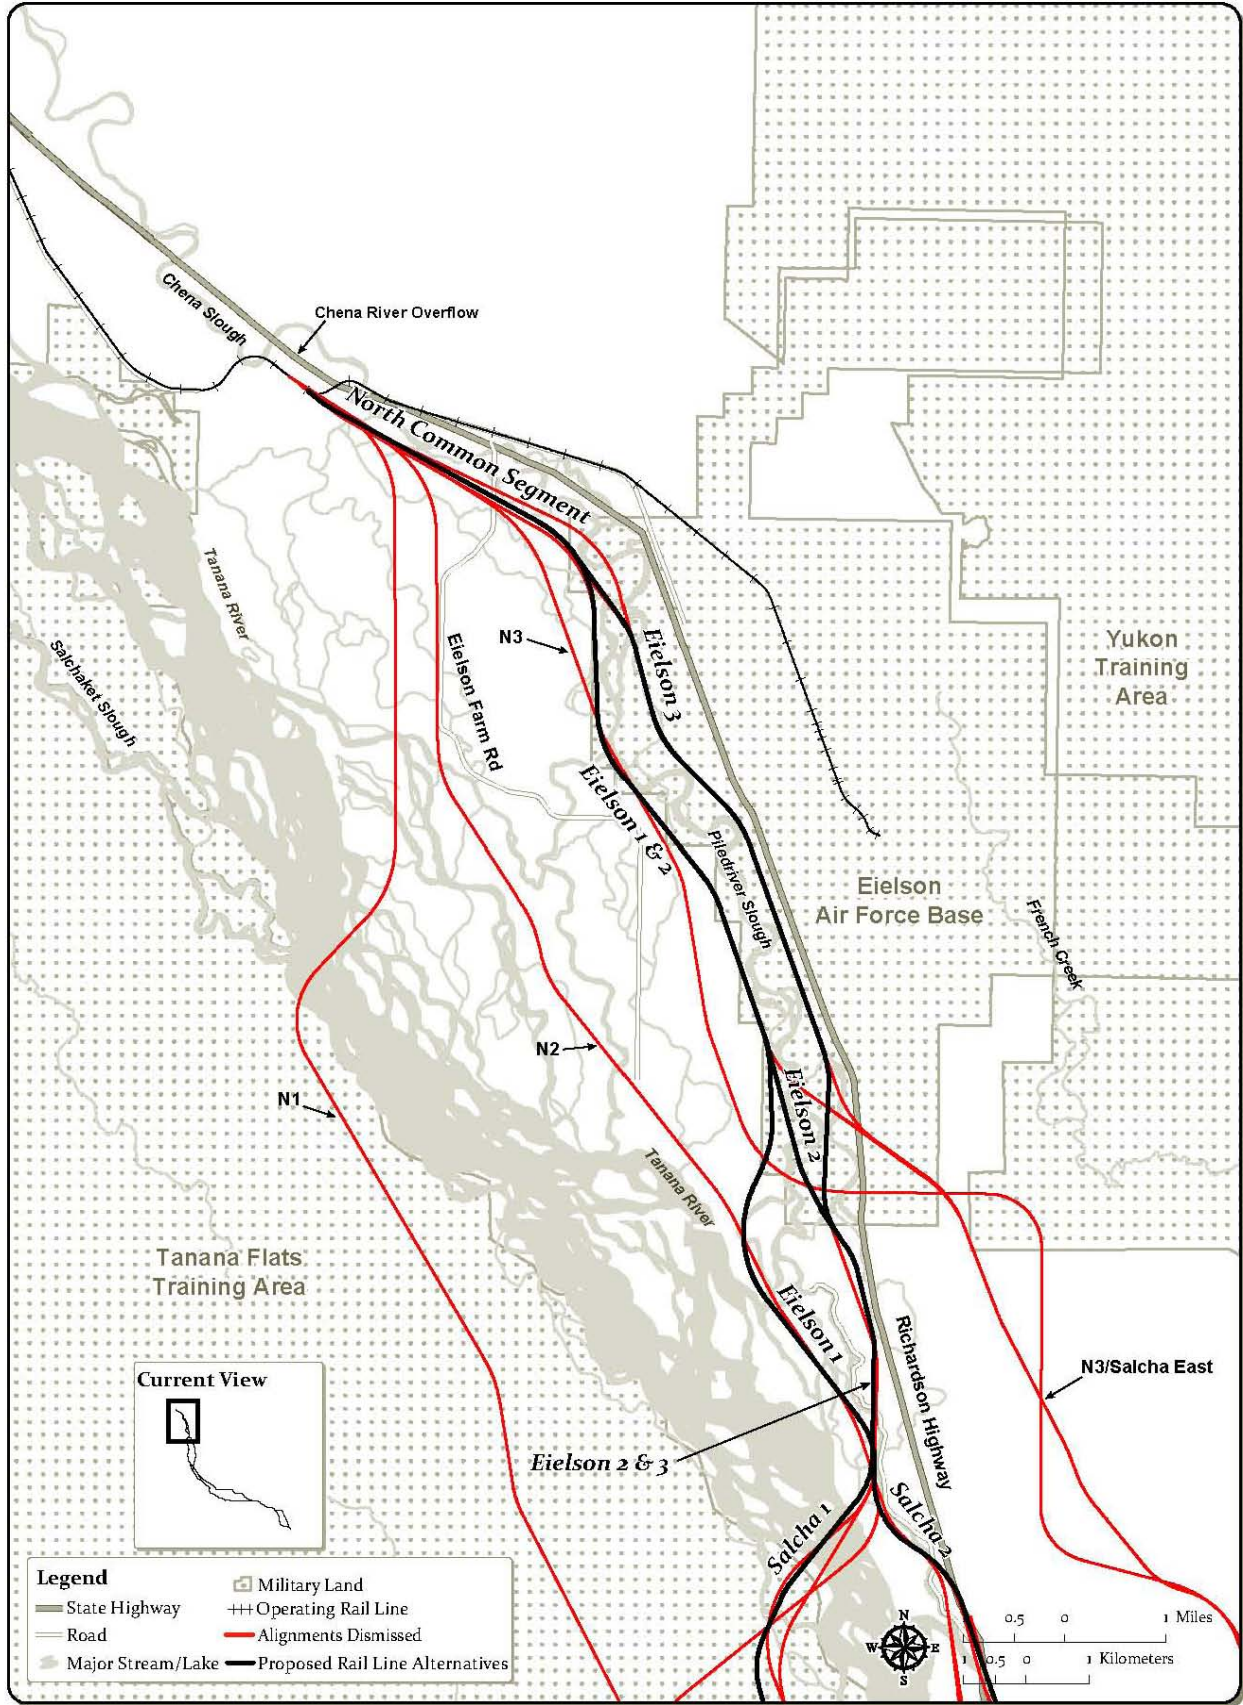 Chena Slough
Chena River Overflow
North Common Segment
Tanana River
Salchaket Slough
N3
Eielson Farm Rd
Eielson 3
Yukon
Training
Area
Eielson 1 & 2
Piledriver Slough
Eielson
Air Force Base
French Creek
N2
N1
Eielson 2
Tanana River
Tanana Flats
Training Area
Eielson 1
Richardson Highway
N3/Salcha East
Current View
Eielson 2 & 3
Salcha 1
Salcha 2
Legend
State Highway
Road
Major Stream/Lake
Military Land
Operating Rail Line
Alignments Dismissed
Proposed Rail Line Alternatives
N
W E
S
1 0.5 0 1 Miles
1 0.5 0 1 Kilometers